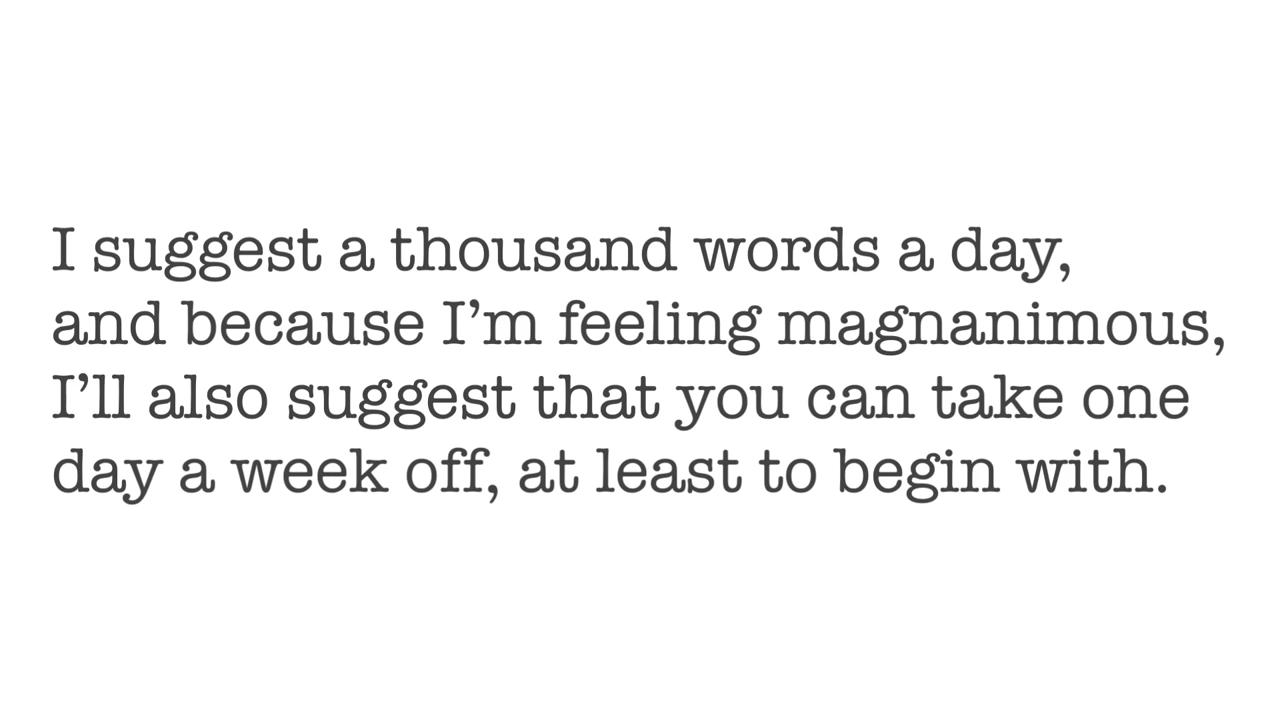 I suggest a thousand words a day,
and because I’m feeling magnanimous,
I’ll also suggest that you can take one
day a week off, at least to begin with.